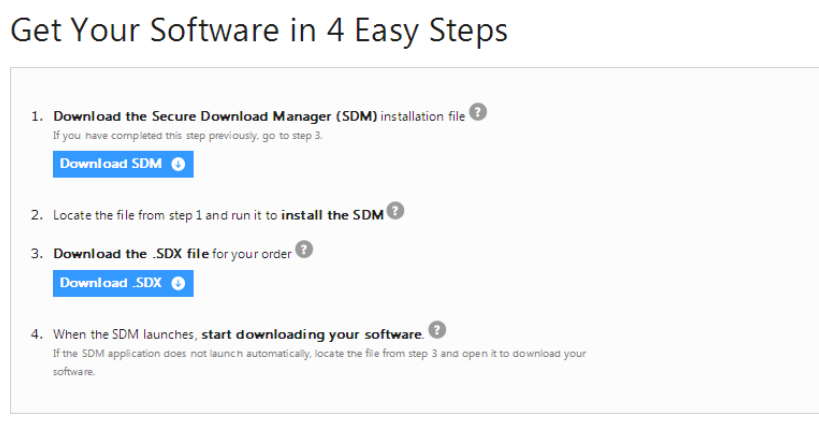 Get Your Software in 4 Easy Steps
1. Download the Secure Download Manager (SDM) installation file ?
If you have completed this step previously, go to step 3.
Download SDM
2. Locate the file from step 1 and run it to install the SDM ?
3. Download the .SDX file for your order ?
Download .SDX
4. When the SDM launches, start downloading your software. ?
If the SDM application does not launch automatically, locate the file from step 3 and open it to download your
software.